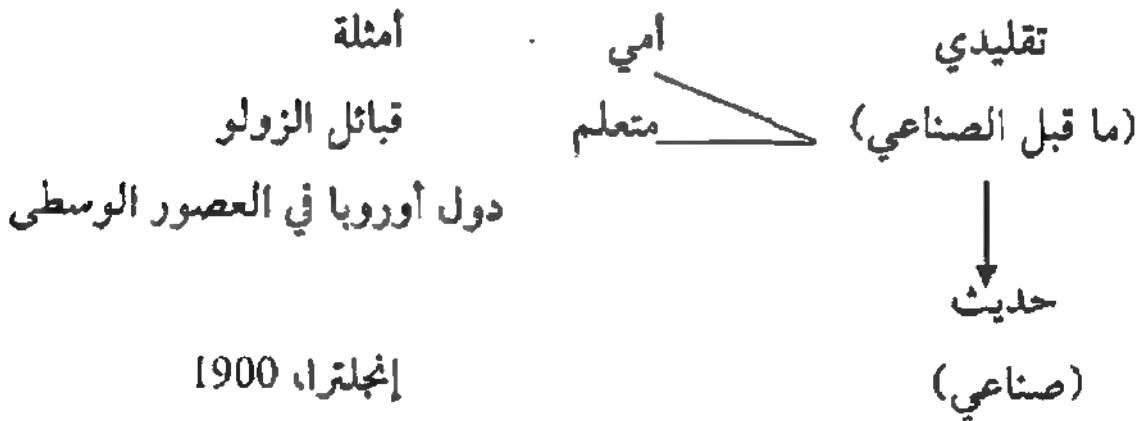 تقليدي أمي أمثلة
(ما قبل الصناعي) متعلم قبائل الزولو
دول أوروبا في العصور الوسطى
حديث
(صناعي) إنجلترا، 1900